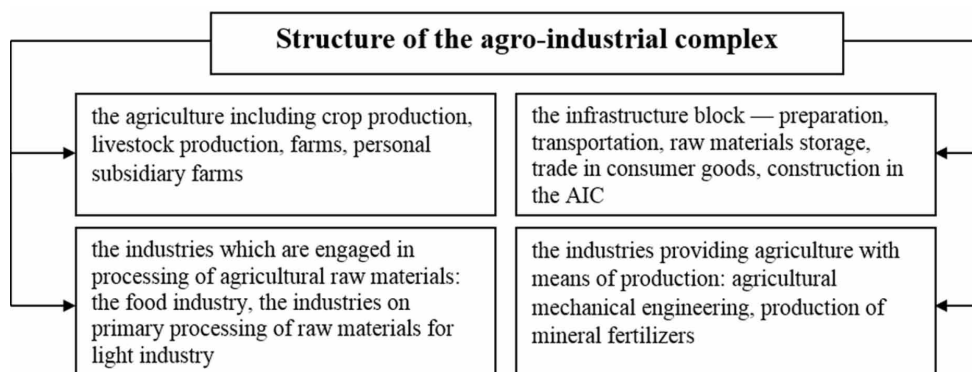 Structure of the agro-industrial complex
the agriculture including crop production,
livestock production, farms, personal
subsidiary farms
the infrastructure block — preparation,
transportation, raw materials storage,
trade in consumer goods, construction in
the AIC
the industries which are engaged in
processing of agricultural raw materials:
the food industry, the industries on
primary processing of raw materials for
light industry
the industries providing agriculture with
means of production: agricultural
mechanical engineering, production of
mineral fertilizers